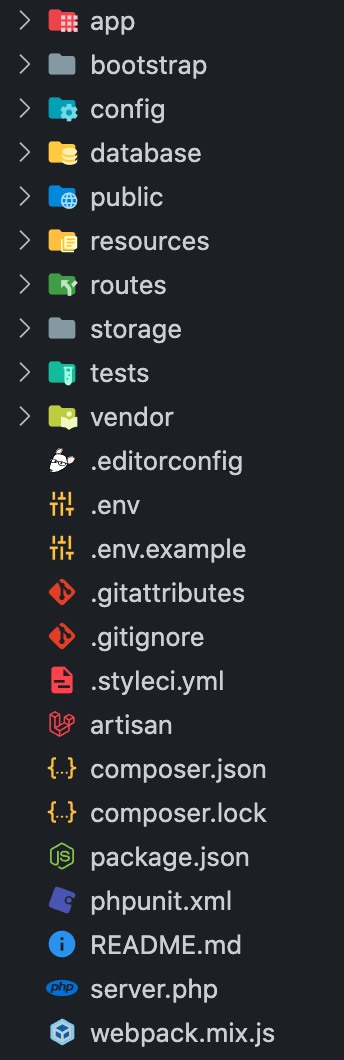 app
bootstrap
config
database
public
resources
routes
storage
tests
vendor
.editorconfig
.env
.env.example
.gitattributes
.gitignore
.styleci.yml
artisan
composer.json
composer.lock
package.json
phpunit.xml
README.md
server.php
webpack.mix.js